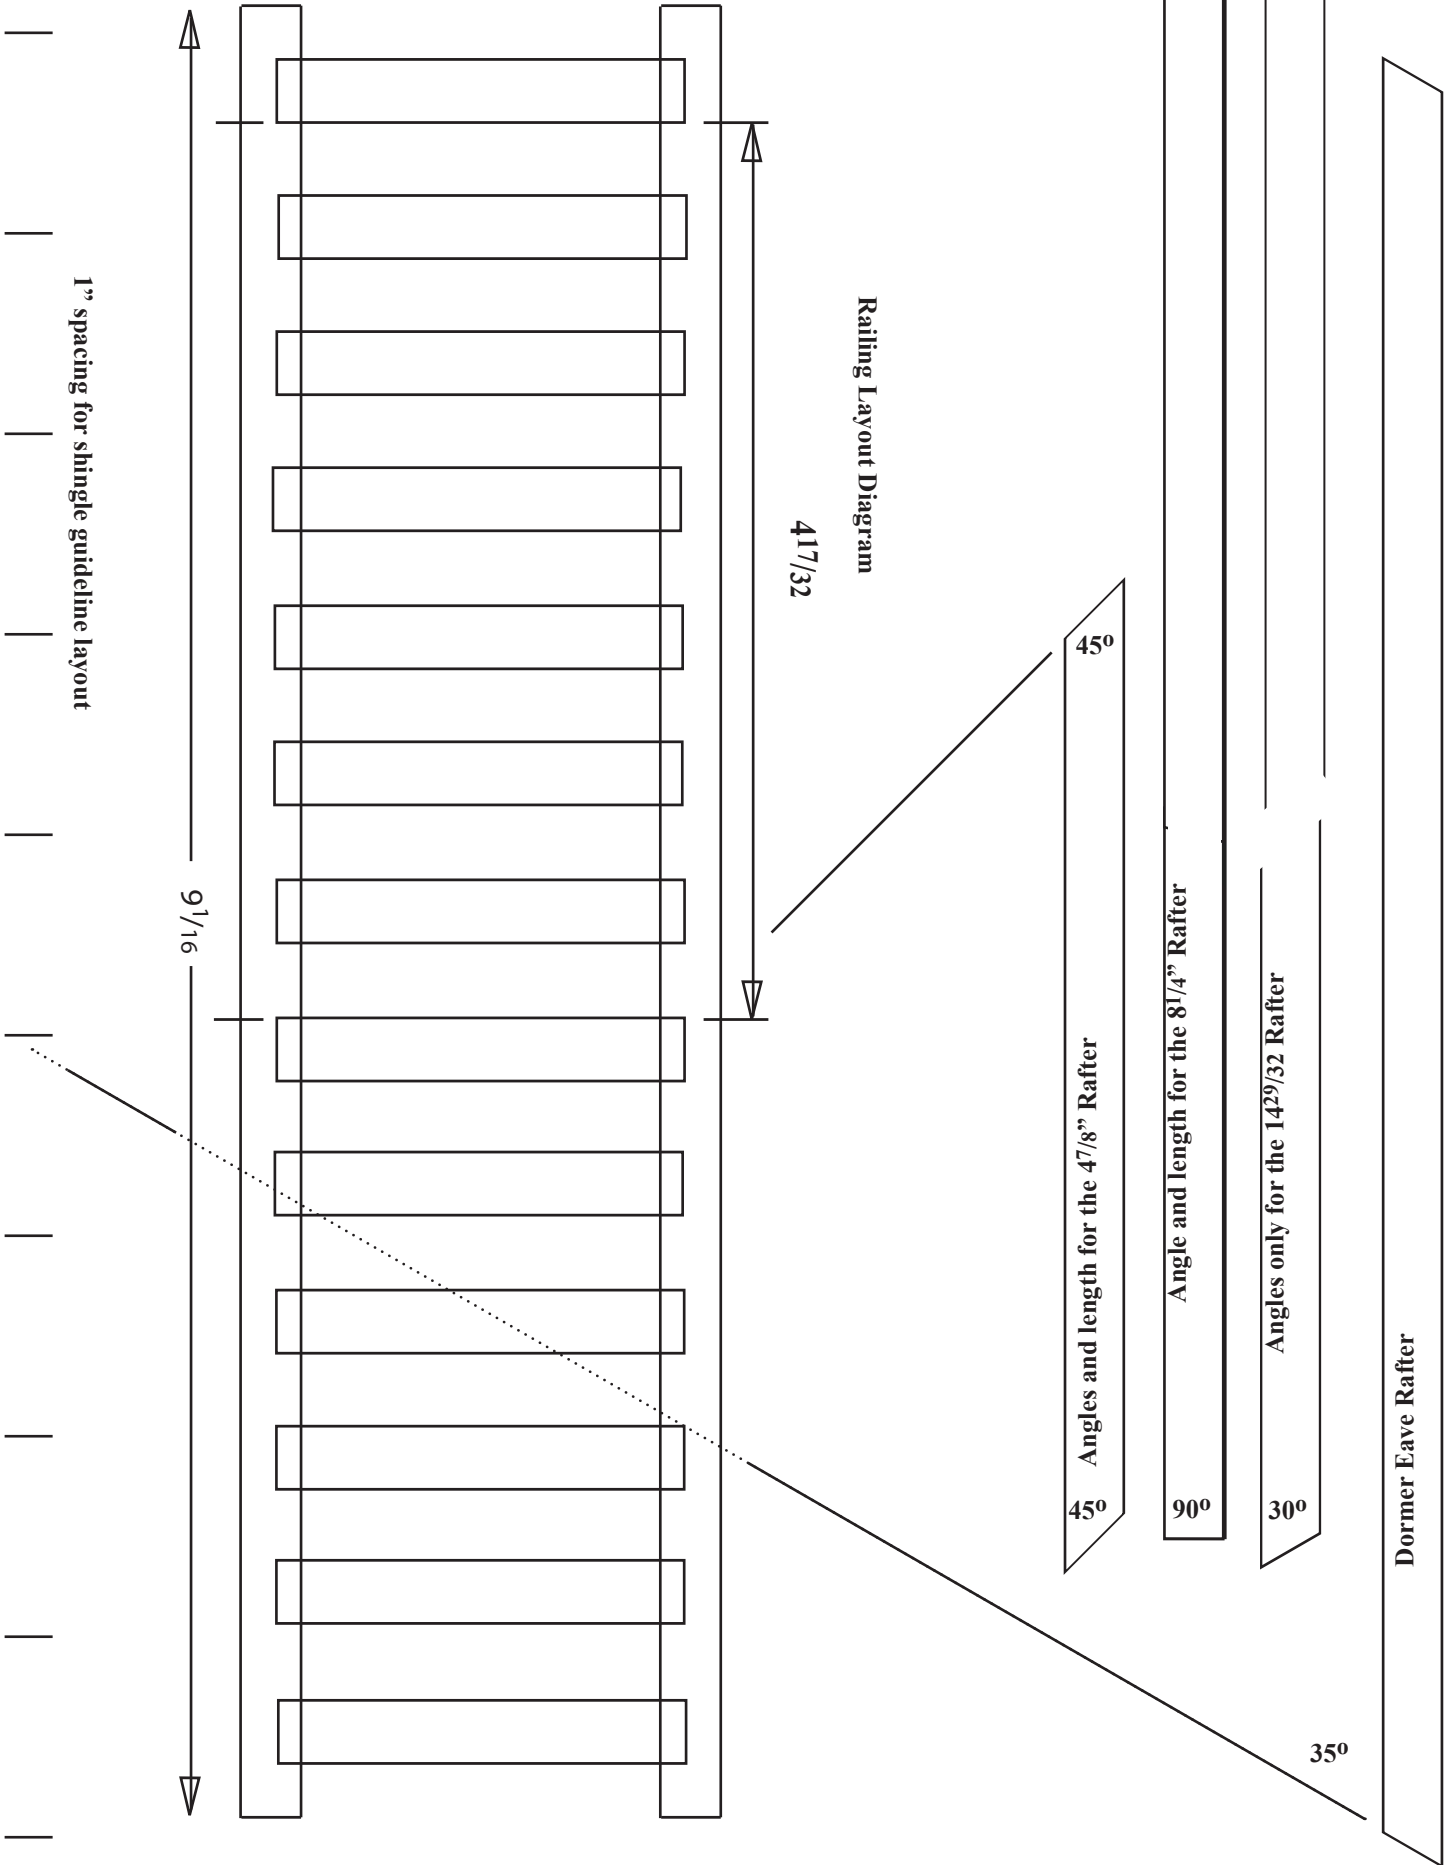 1” spacing for shingle guideline layout
9 1/16
Railing Layout Diagram
4 17/32
45º
Angles and length for the 4 7/8” Rafter
45º
Angle and length for the 8 1/4” Rafter
90º
Angles only for the 14 29/32 Rafter
30º
Dormer Eave Rafter
35º